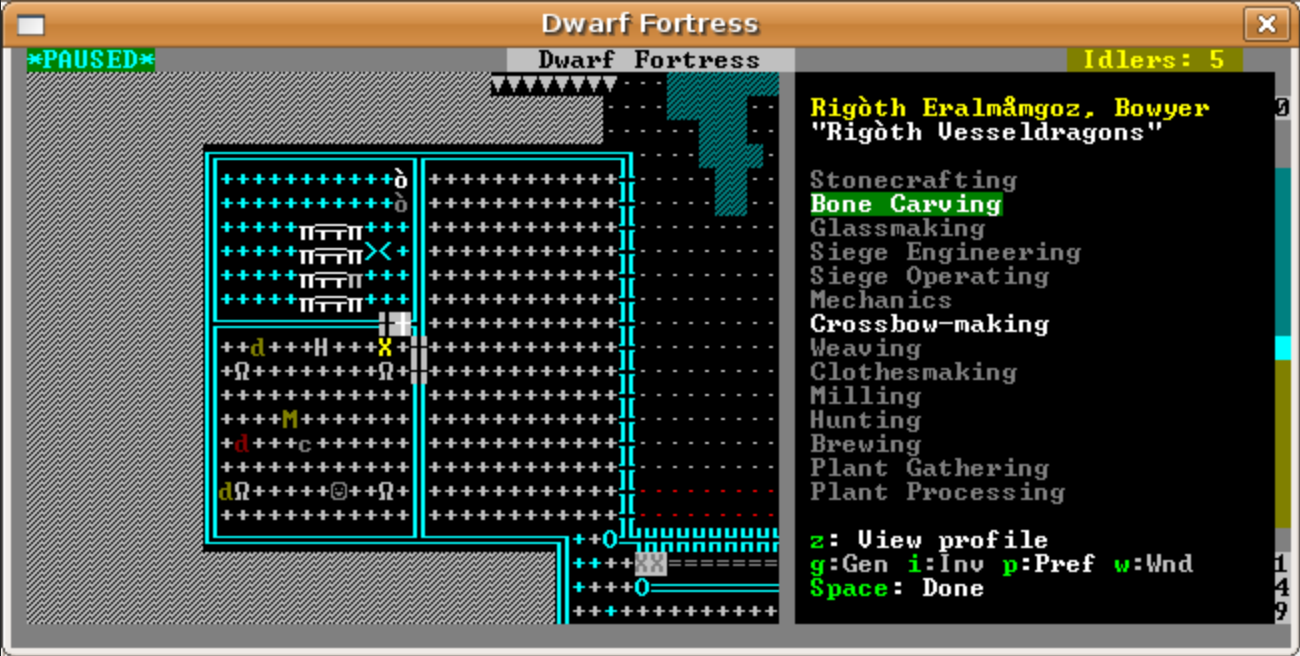 Dwarf Fortress
*PAUSED*
Dwarf Fortress
Idlers: 5
Rigòth Eralmåmgoz, Bowyer
"Rigòth Vesseldragons"
Stonecrafting
Bone Carving
Glassmaking
Siege Engineering
Siege Operating
Mechanics
Crossbow-making
Weaving
Clothesmaking
Milling
Hunting
Brewing
Plant Gathering
Plant Processing
z: View profile
g:Gen i:Inv p:Pref w:Wnd
Space: Done